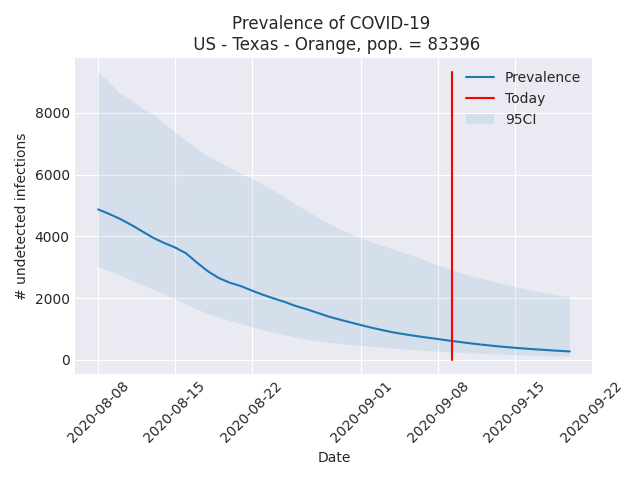 Prevalence of COVID-19
US - Texas - Orange, pop. = 83396
Prevalence
Today
95CI
# undetected infections
8000
6000
4000
2000
0
2020-08-08
2020-08-15
2020-08-22
2020-09-01
2020-09-08
2020-09-15
2020-09-22
Date